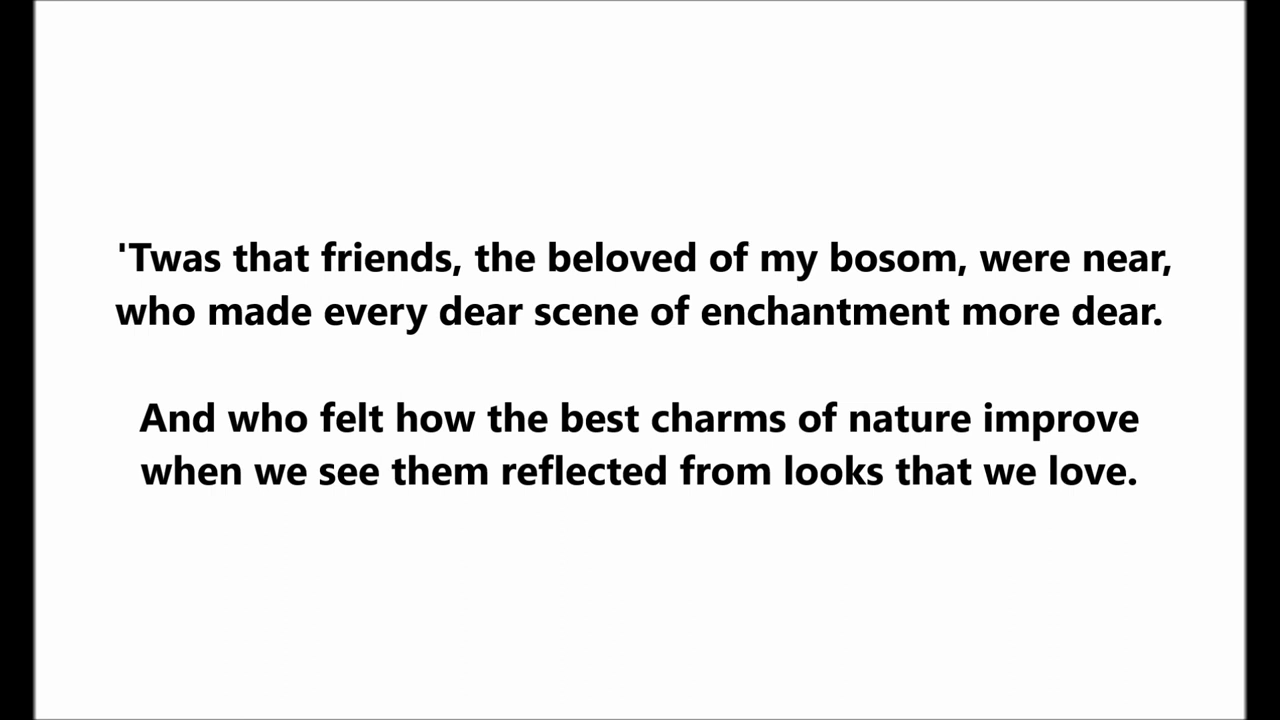 'Twas that friends, the beloved of my bosom, were near,
who made every dear scene of enchantment more dear.
And who felt how the best charms of nature improve
when we see them reflected from looks that we love.